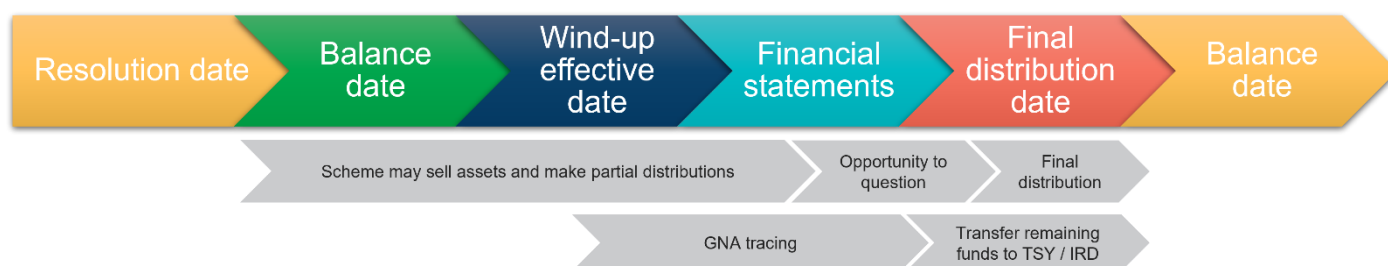 Resolution date
Balance
date
Wind-up
effective
date
Financial
statements
Final
distribution
date
Balance
date
Scheme may sell assets and make partial distributions
Opportunity to
question
Final
distribution
GNA tracing
Transfer remaining
funds to TSY / IRD